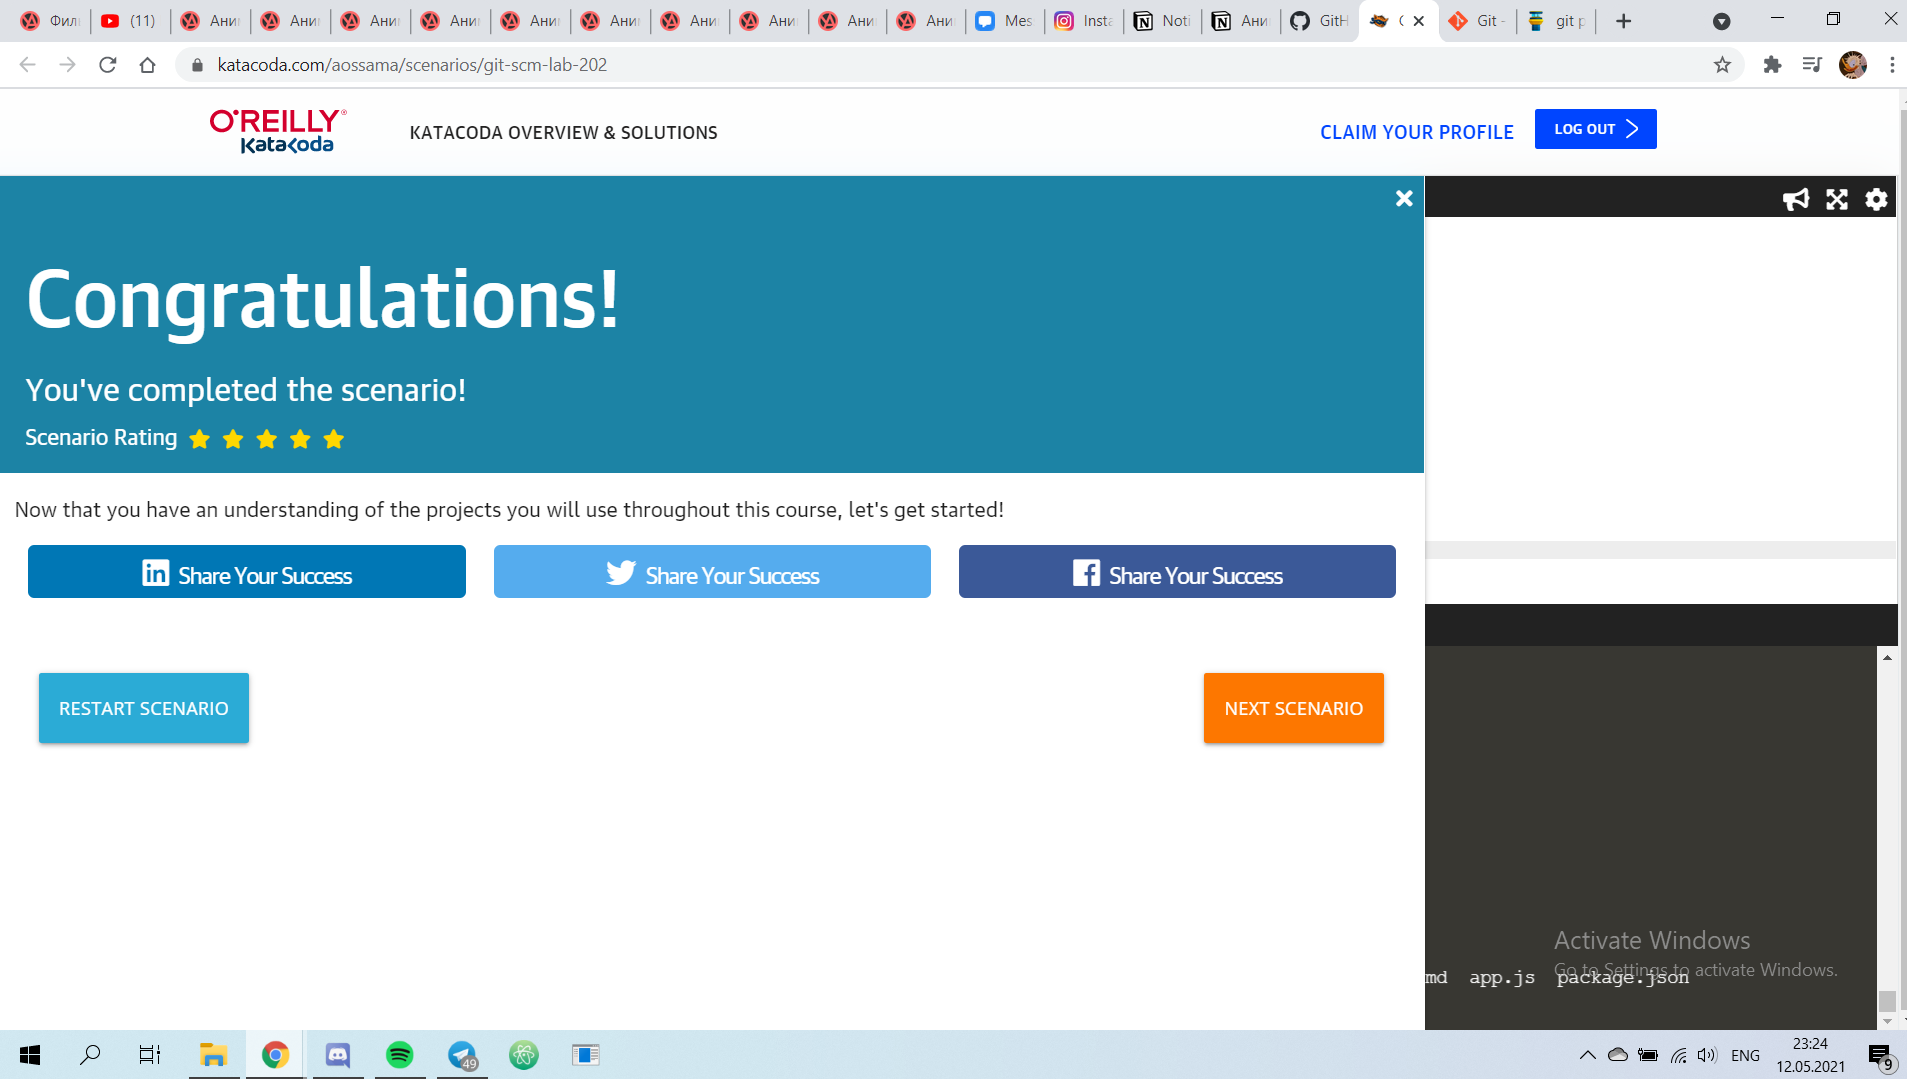 Фил
(11)
Ани
Ани
Ани
Ани
Ани
Ани
Ани
Ани
Ани
Ани
Mes
Insta
Noti
Ани
GitH
Git -
git p
katacoda.com/aossama/scenarios/git-scm-lab-202
O'REILLY®
Katacoda
KATACODA OVERVIEW & SOLUTIONS
CLAIM YOUR PROFILE
LOG OUT
Congratulations!
You've completed the scenario!
Scenario Rating
Now that you have an understanding of the projects you will use throughout this course, let's get started!
Share Your Success
Share Your Success
Share Your Success
RESTART SCENARIO
NEXT SCENARIO
Activate Windows
Go to Settings to activate Windows.
md app.js package.json
49
ENG
23:24
12.05.2021
9